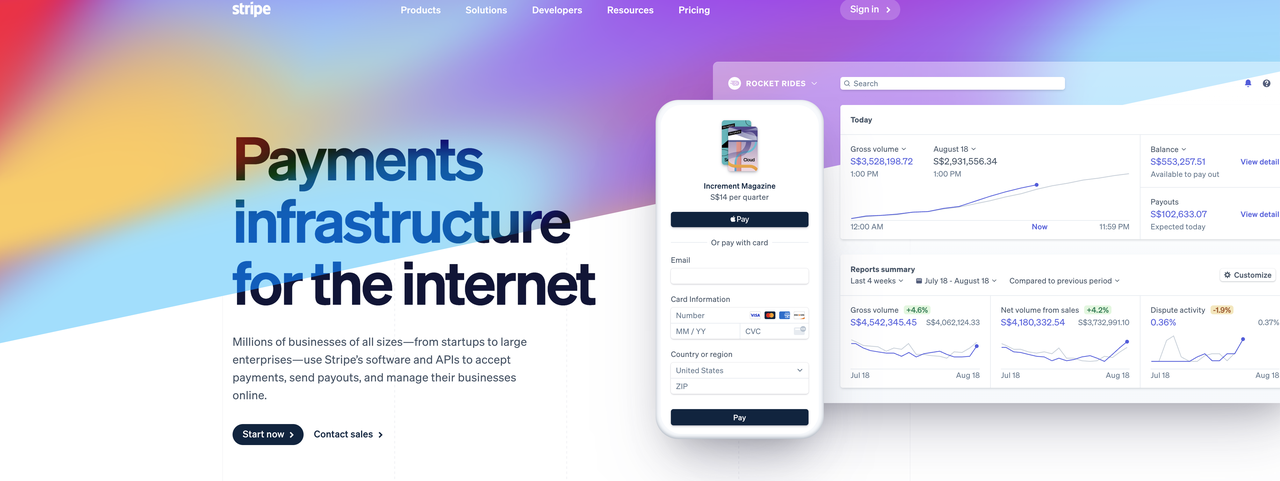 stripe
Products Solutions Developers Resources Pricing
Sign in
Payments
infrastructure
for the internet
Millions of businesses of all sizes—from startups to large
enterprises—use Stripe's software and APIs to accept
payments, send payouts, and manage their businesses
online.
Start now
Contact sales
Cloud
Increment Magazine
S$14 per quarter
Pay
Or pay with card
Email
Card Information
Number VISA
MM / YY CVC
Country or region
United States
ZIP
Pay
ROCKET RIDES
Search
Today
Gross volume August 18
S$3,528,198.72 S$2,931,556.34
1:00 PM 1:00 PM
12:00 AM Now 11:59 PM
Balance
S$553,257.51 View detail
Available to pay out
Payouts
S$102,633.07 View detail
Expected today
Reports summary
Last 4 weeks July 18 - August 18 Compared to previous period
Customize
Gross volume +4.6%
S$4,542,345.45 S$4,062,124.33
Jul 18 Aug 18
Net volume from sales +4.2%
S$4,180,332.54 S$3,732,991.10
Jul 18 Aug 18
Dispute activity -1.9%
0.36% 0.37%
Jul 18 Aug 18